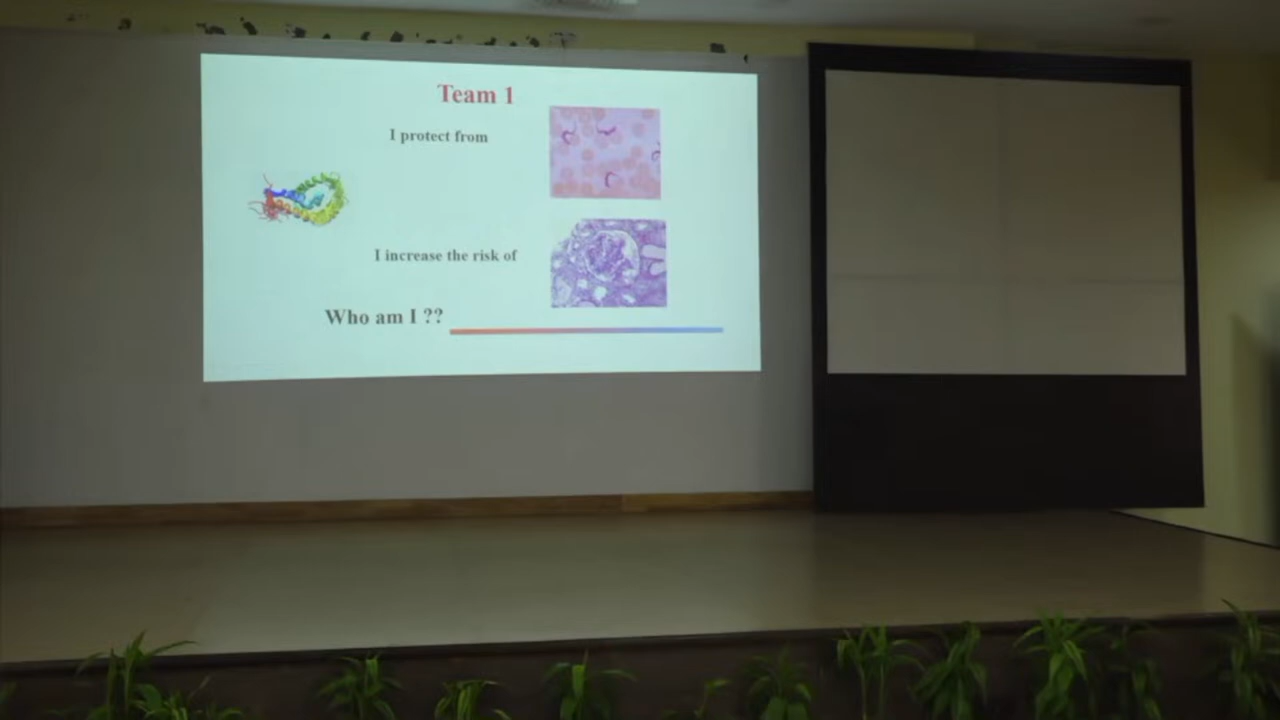 Team 1
I protect from
I increase the risk of
Who am I ??